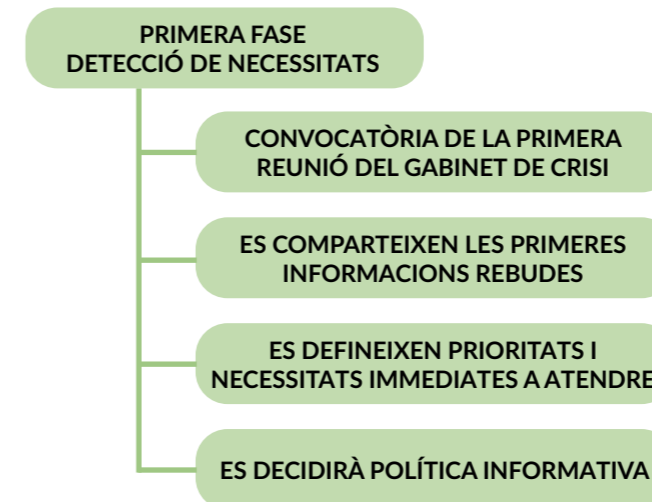 PRIMERA FASE
DETECCIÓ DE NECESSITATS
CONVOCATÒRIA DE LA PRIMERA
REUNIÓ DEL GABINET DE CRISI
ES COMPARTEIXEN LES PRIMERES
INFORMACIONS REBUDES
ES DEFINEIXEN PRIORITATS I
NECESSITATS IMMEDIATES A ATENDRE
ES DECIDIRÀ POLÍTICA INFORMATIVA